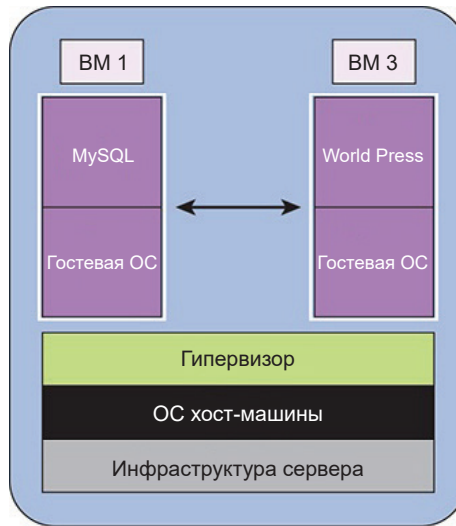 ВМ 1
ВМ 3
MySQL
World Press
Гостевая ОС
Гостевая ОС
Гипервизор
ОС хост-машины
Инфраструктура сервера